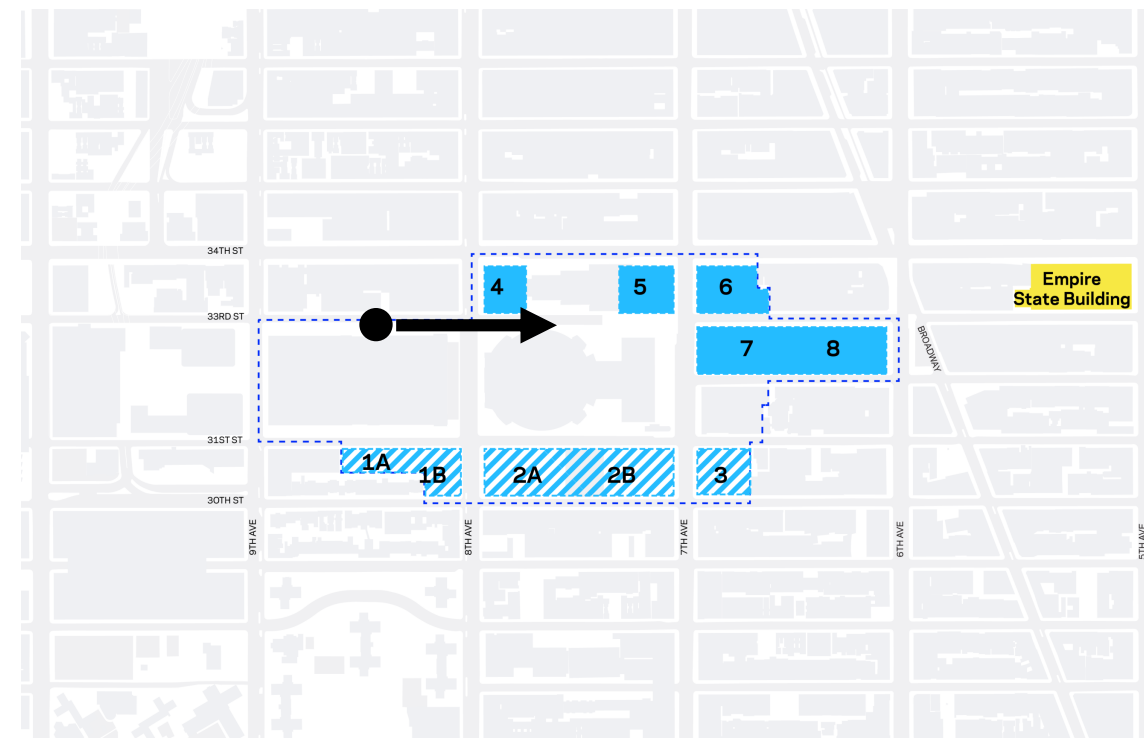 34TH ST
4
5
6
Empire
State Building
33RD ST
7
8
BROADWAY
31ST ST
1A
1B
2A
2B
3
30TH ST
9TH AVE
8TH AVE
7TH AVE
6TH AVE
5TH AVE